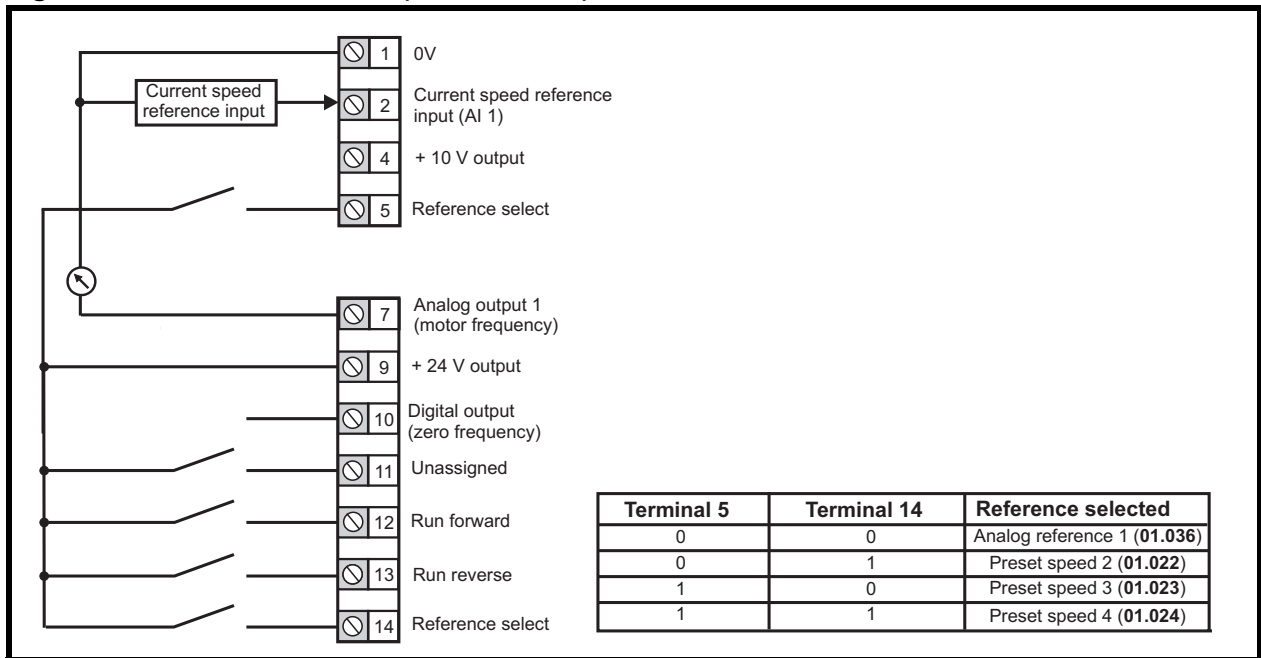 1 0V
Current speed
reference input
2 Current speed reference
input (AI 1)
4 + 10 V output
5 Reference select
7 Analog output 1
(motor frequency)
9 + 24 V output
10 Digital output
(zero frequency)
11 Unassigned
12 Run forward
13 Run reverse
14 Reference select
Terminal 5 Terminal 14 Reference selected
0 0 Analog reference 1 (01.036)
0 1 Preset speed 2 (01.022)
1 0 Preset speed 3 (01.023)
1 1 Preset speed 4 (01.024)